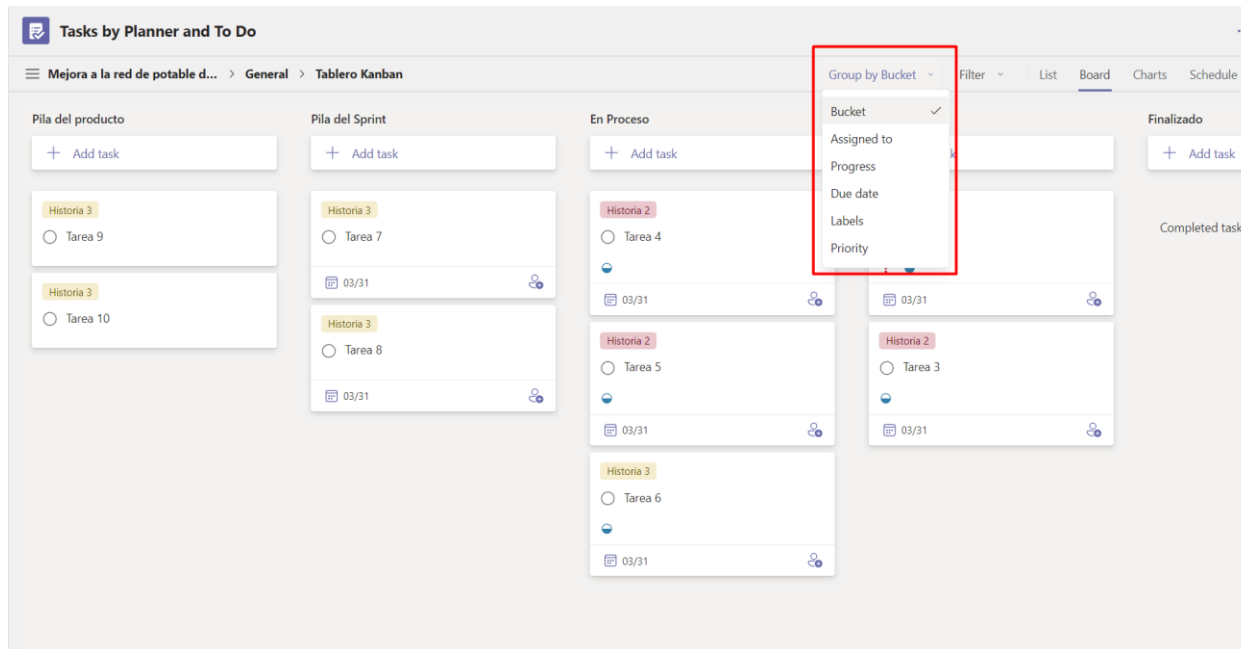 Tasks by Planner and To Do
Mejora a la red de potable d... > General > Tablero Kanban
Group by Bucket
Filter
List
Board
Charts
Schedule
Bucket
Assigned to
Progress
Due date
Labels
Priority
Pila del producto
+ Add task
Historia 3
Tarea 9
Historia 3
Tarea 10
Pila del Sprint
+ Add task
Historia 3
Tarea 7
03/31
Historia 3
Tarea 8
03/31
En Proceso
+ Add task
Historia 2
Tarea 4
03/31
Historia 2
Tarea 5
03/31
Historia 3
Tarea 6
03/31
03/31
Historia 2
Tarea 3
03/31
Finalizado
+ Add task
Completed task